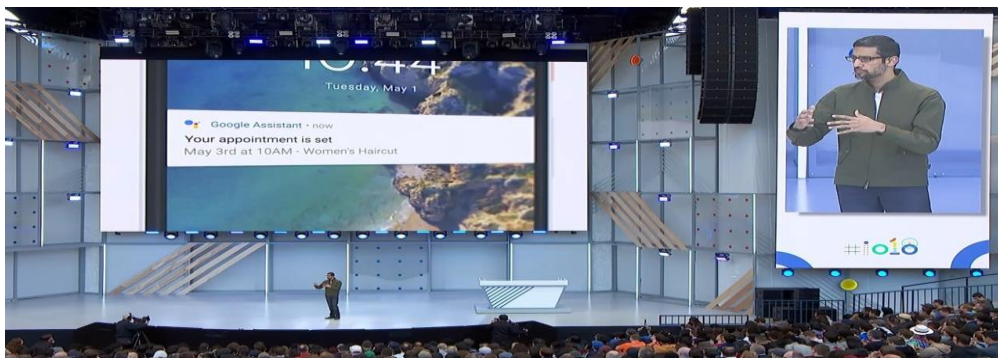 10:44
Tuesday, May 1
Google Assistant · now
Your appointment is set
May 3rd at 10AM - Women's Haircut
#io18